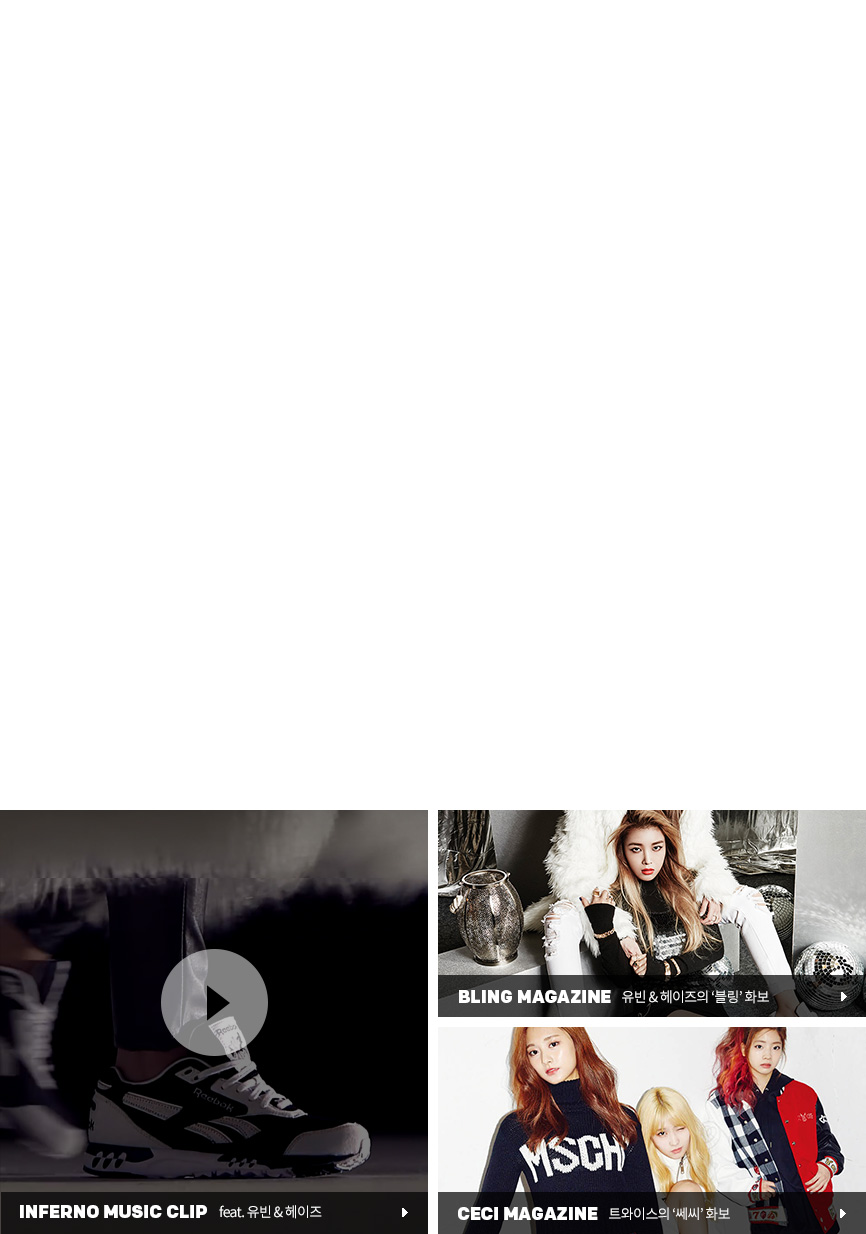 Reebok
Reebok
INFERNO MUSIC CLIP feat. 유빈 & 헤이즈
BLING MAGAZINE 유빈 & 헤이즈의 ‘블링’ 화보
MSCH
CECI MAGAZINE 트와이스의 ‘쎄씨’ 화보